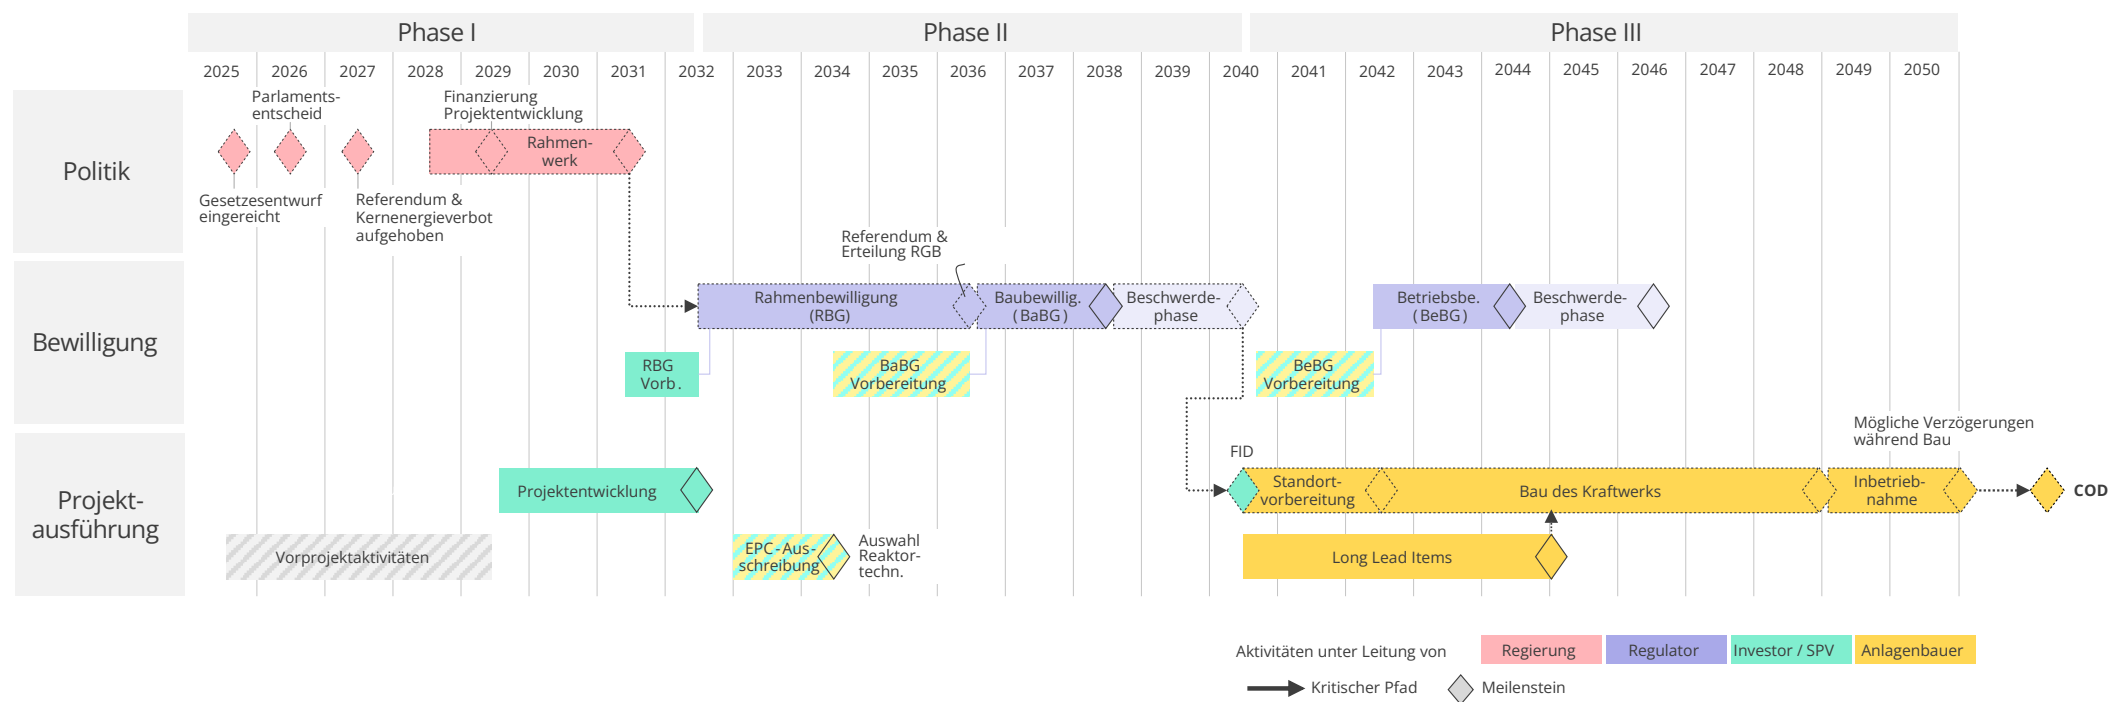 Phase I
Phase II
Phase III
2025 2026 2027 2028 2029 2030 2031 2032 2033 2034 2035 2036 2037 2038 2039 2040 2041 2042 2043 2044 2045 2046 2047 2048 2049 2050
Politik
Parlaments-
entscheid
Finanzierung
Projektentwicklung
Rahmen-
werk
Gesetzesentwurf
eingereicht
Referendum &
Kernenergieverbot
aufgehoben
Bewilligung
Referendum &
Erteilung RGB
Rahmenbewilligung
(RBG)
Baubewillig.
(BaBG)
Beschwerde-
phase
Betriebsbe.
(BeBG)
Beschwerde-
phase
RBG
Vorb.
BaBG
Vorbereitung
BeBG
Vorbereitung
Projekt-
ausführung
Mögliche Verzögerungen
während Bau
FID
Projektentwicklung
Standort-
vorbereitung
Bau des Kraftwerks
Inbetrieb-
nahme
COD
Vorprojektaktivitäten
EPC-Aus-
schreibung
Auswahl
Reaktor-
techn.
Long Lead Items
Aktivitäten unter Leitung von
Regierung
Regulator
Investor / SPV
Anlagenbauer
Kritischer Pfad
Meilenstein